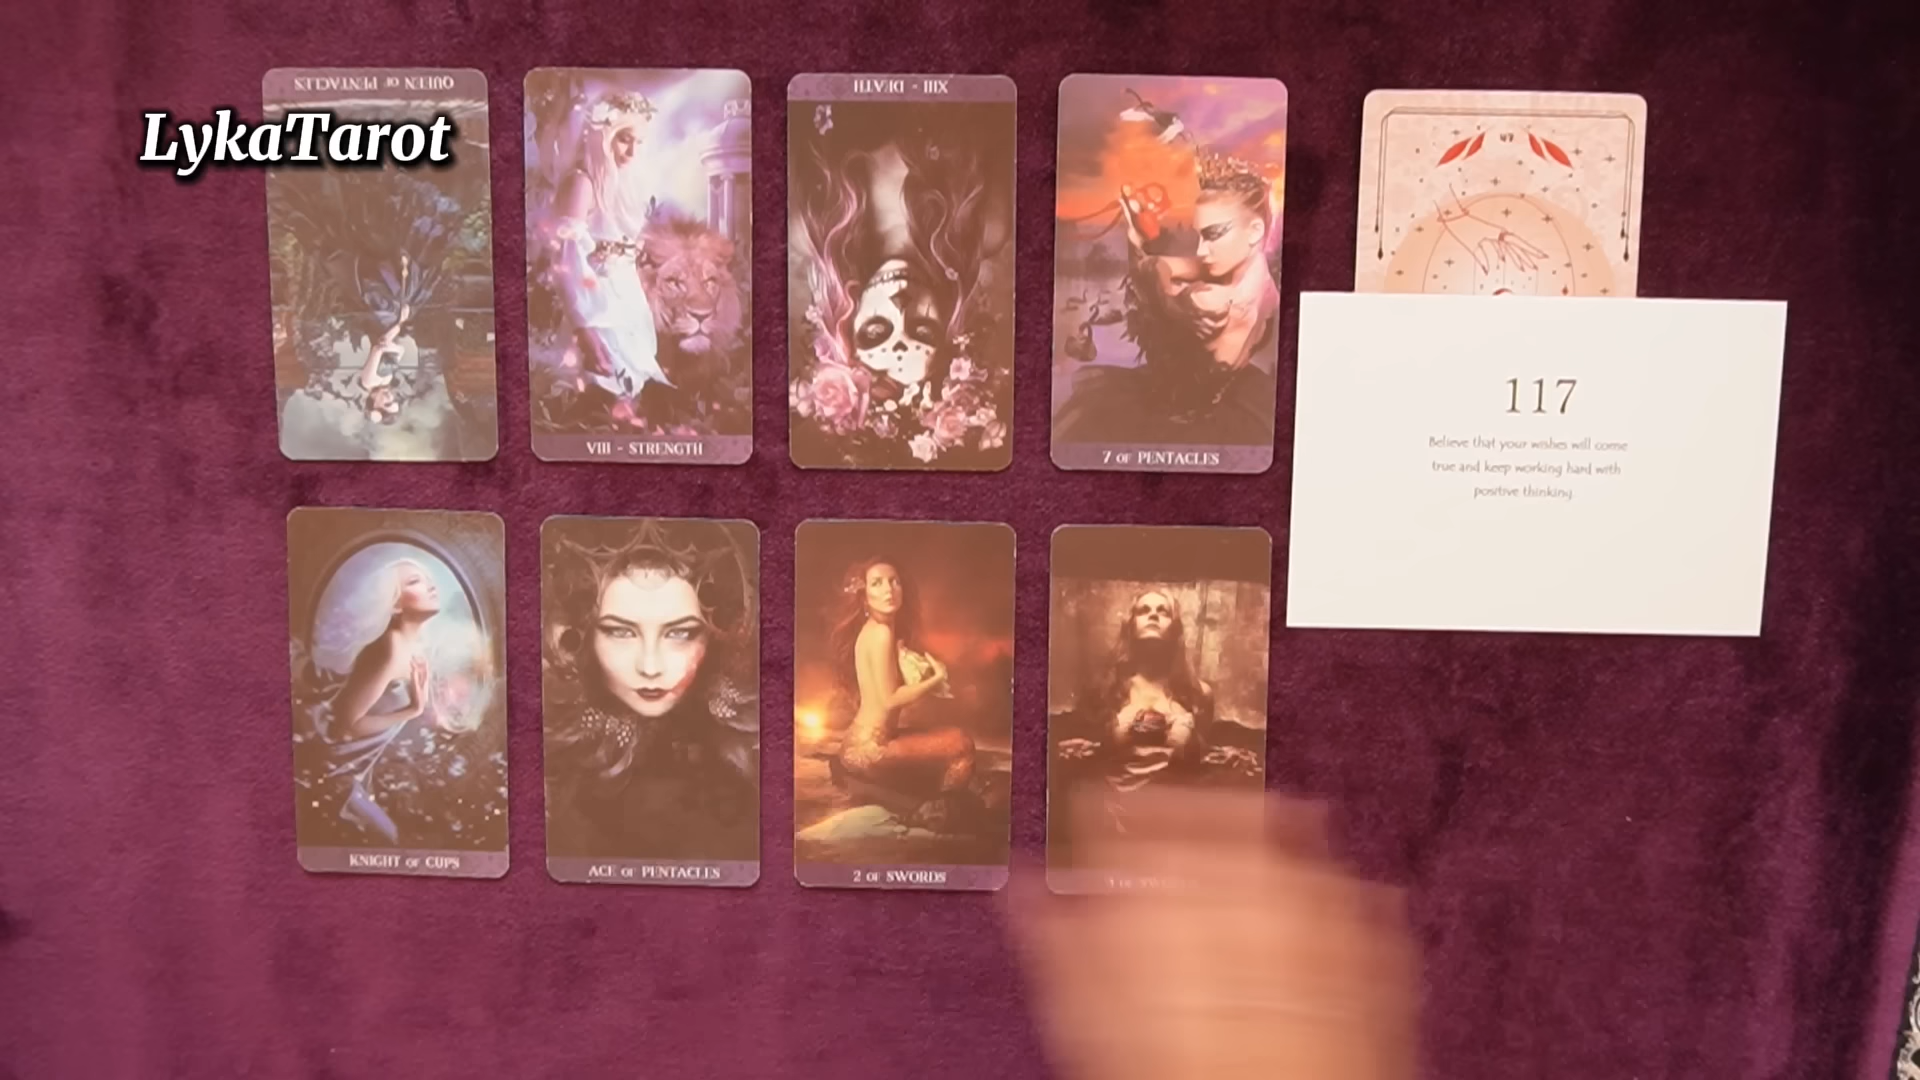 QUEEN OF PENTACLES
LykaTarot
VIII - STRENGTH
XIII - DEATH
7 OF PENTACLES
47
117
Believe that your wishes will come
true and keep working hard with
positive thinking
KNIGHT OF CUPS
ACE OF PENTACLES
2 OF SWORDS